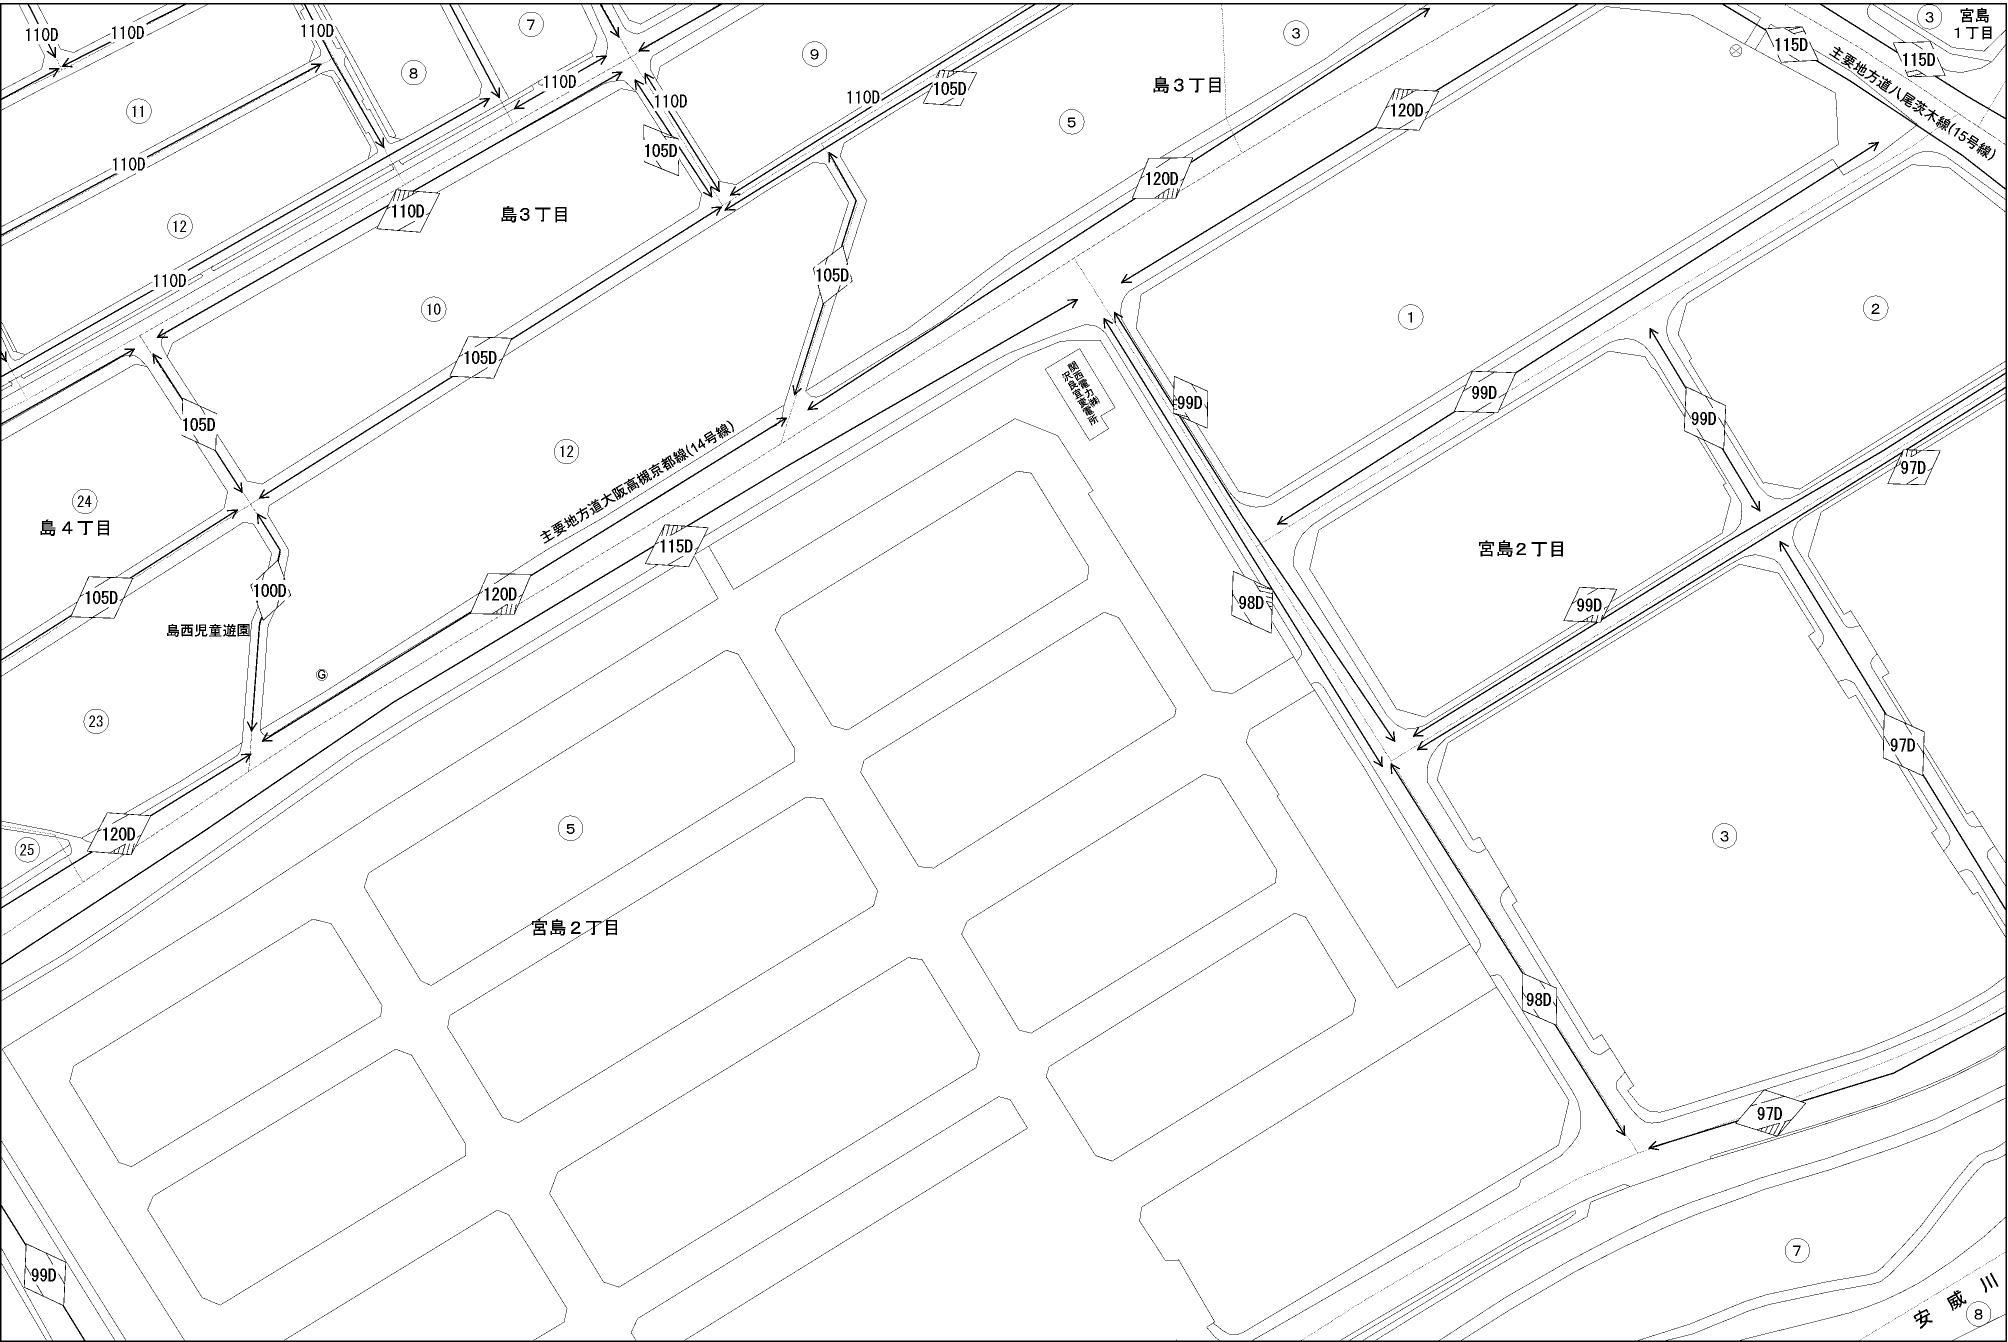 110D
110D
110D
⑦
③
③
宮島
1丁目
115D
115D
主要地方道八尾茨木線(15号線)
⑨
⑧
110D
110D
110D
105D
島3丁目
120D
⑪
⑤
105D
110D
120D
110D
島3丁目
⑫
105D
110D
⑩
①
②
105D
関西電力㈱
沢良宜変電所
99D
99D
99D
105D
主要地方道大阪高槻京都線(14号線)
⑫
97D
㉔
島4丁目
115D
宮島2丁目
100D
105D
120D
98D
99D
島西児童遊園
G
㉓
97D
120D
⑤
③
㉕
宮島2丁目
98D
97D
⑦
99D
安威川
⑧